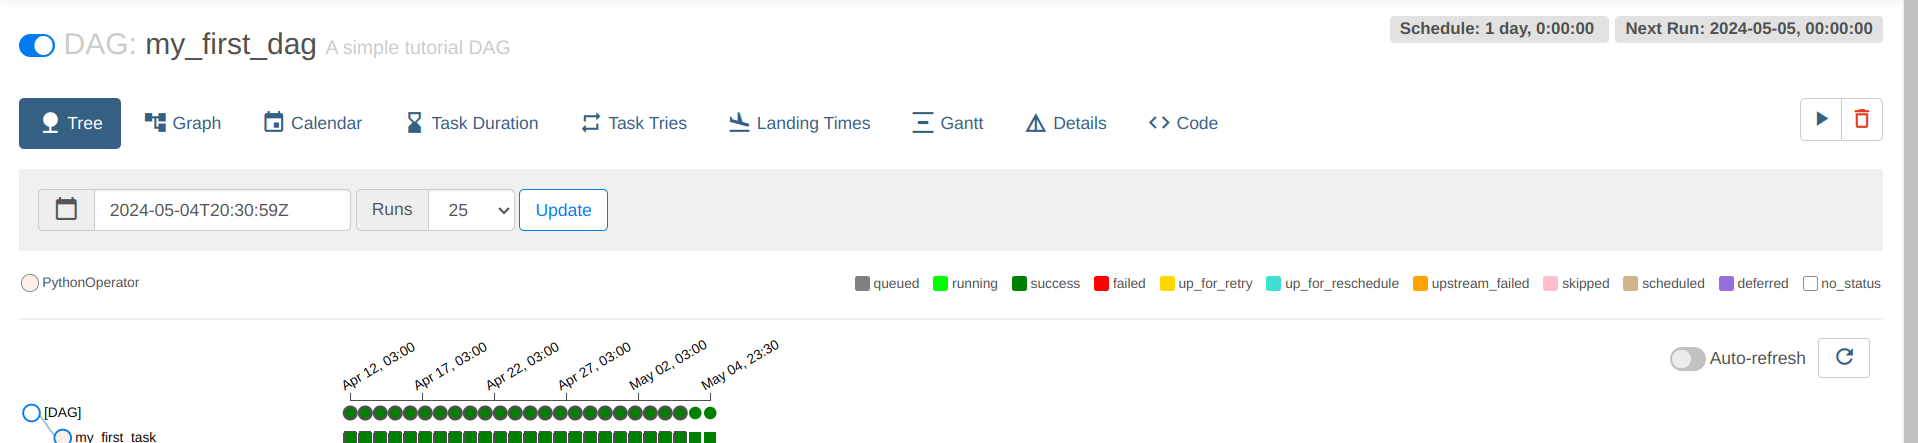 DAG: my_first_dag A simple tutorial DAG
Schedule: 1 day, 0:00:00 Next Run: 2024-05-05, 00:00:00
Tree Graph Calendar Task Duration Task Tries Landing Times Gantt Details Code
2024-05-04T20:30:59Z Runs 25 Update
PythonOperator queued running success failed up_for_retry up_for_reschedule upstream_failed skipped scheduled deferred no_status
Apr 12, 03:00 Apr 17, 03:00 Apr 22, 03:00 Apr 27, 03:00 May 02, 03:00 May 04, 23:30
Auto-refresh
[DAG]
my_first_task